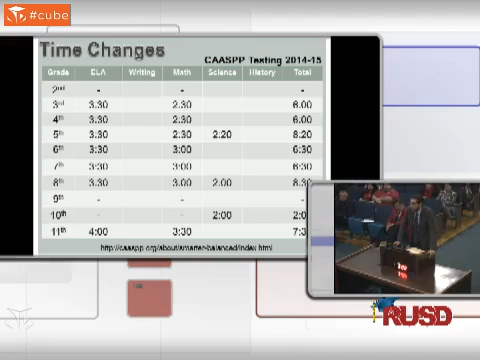 #cube
Time Changes
CAASPP Testing 2014-15
Grade ELA Writing Math Science History Total
2nd - - -
3rd 3.30 2.30 6.00
4th 3.30 2.30 6.00
5th 3:30 2:30 2:20 8:20
6th 3:30 3:00 6:30
7th 3:30 3:00 6:30
8th 3.30 3.00 2.00 8.30
9th - - -
10th - - 2:00
11th 4:00 3:30
http://caaspp.org/about/smarter-balanced/index.html
RUSD